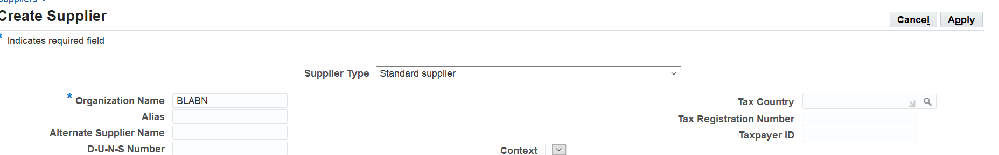 Create Supplier
Cancel Apply
* Indicates required field
Supplier Type Standard supplier
* Organization Name BLABN
Tax Country
Alias
Tax Registration Number
Alternate Supplier Name
Taxpayer ID
D-U-N-S Number
Context